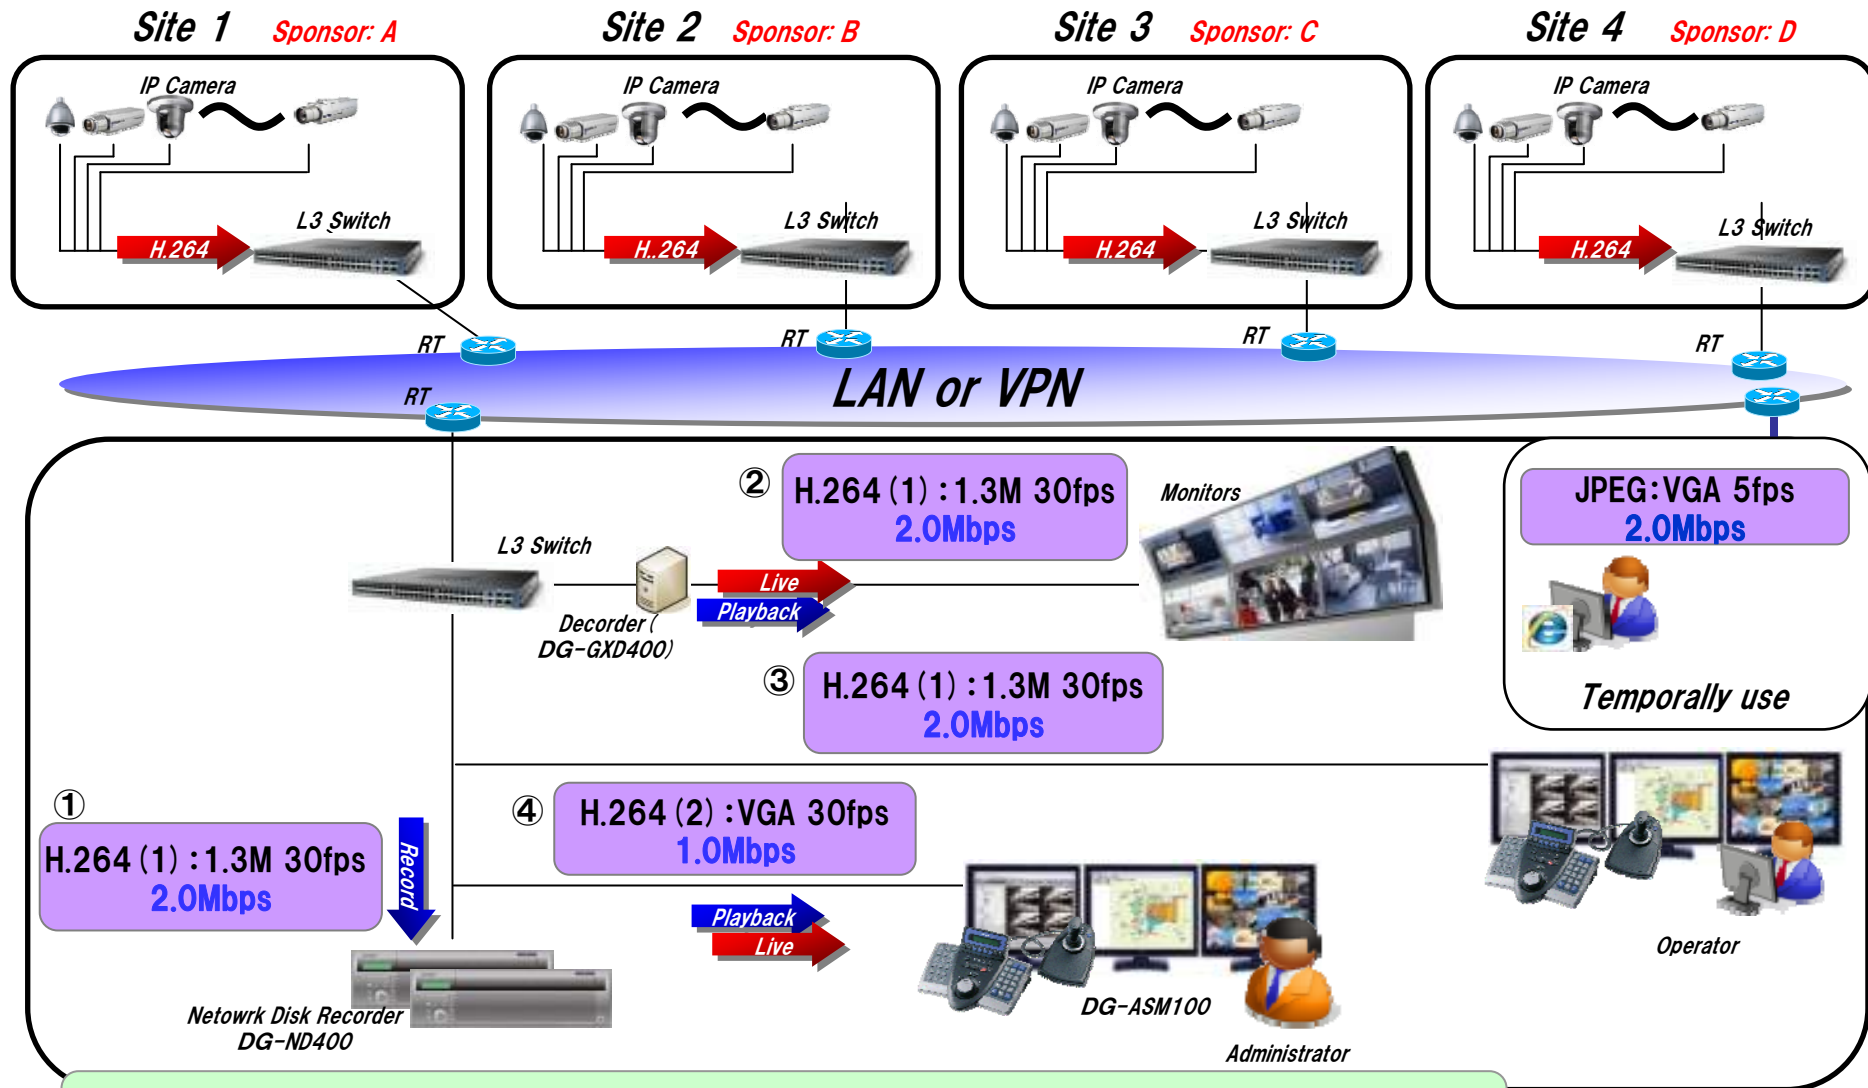 Site 1 Sponsor: A
Site 2 Sponsor: B
Site 3 Sponsor: C
Site 4 Sponsor: D
IP Camera
IP Camera
IP Camera
IP Camera
L3 Switch
L3 Switch
L3 Switch
L3 Switch
H.264
H..264
H.264
H.264
RT
RT
RT
RT
LAN or VPN
RT
② H.264 (1) :1.3M 30fps
2.0Mbps
Monitors
JPEG:VGA 5fps
2.0Mbps
L3 Switch
Live
Playback
Decorder (
DG-GXD400)
③ H.264 (1) :1.3M 30fps
2.0Mbps
Temporally use
① H.264 (1) :1.3M 30fps
2.0Mbps
Record
④ H.264 (2) :VGA 30fps
1.0Mbps
Playback
Live
Operator
Netowrk Disk Recorder
DG-ND400
DG-ASM100
Administrator